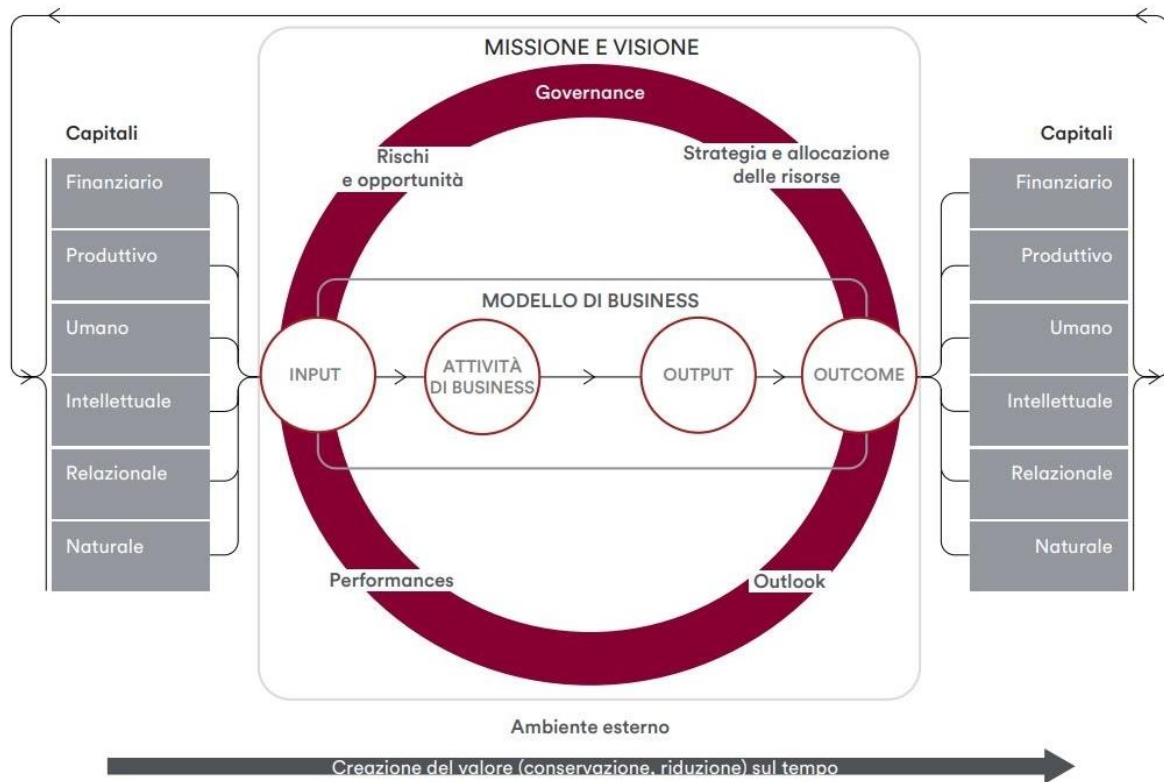 MISSIONE E VISIONE
Governance
Capitali
Finanziario
Produttivo
Umano
Intellettuale
Relazionale
Naturale
Rischi
e opportunità
Strategia e allocazione
delle risorse
MODELLO DI BUSINESS
INPUT
ATTIVITÀ
DI BUSINESS
OUTPUT
OUTCOME
Performances
Outlook
Capitali
Finanziario
Produttivo
Umano
Intellettuale
Relazionale
Naturale
Ambiente esterno
Creazione del valore (conservazione, riduzione) sul tempo